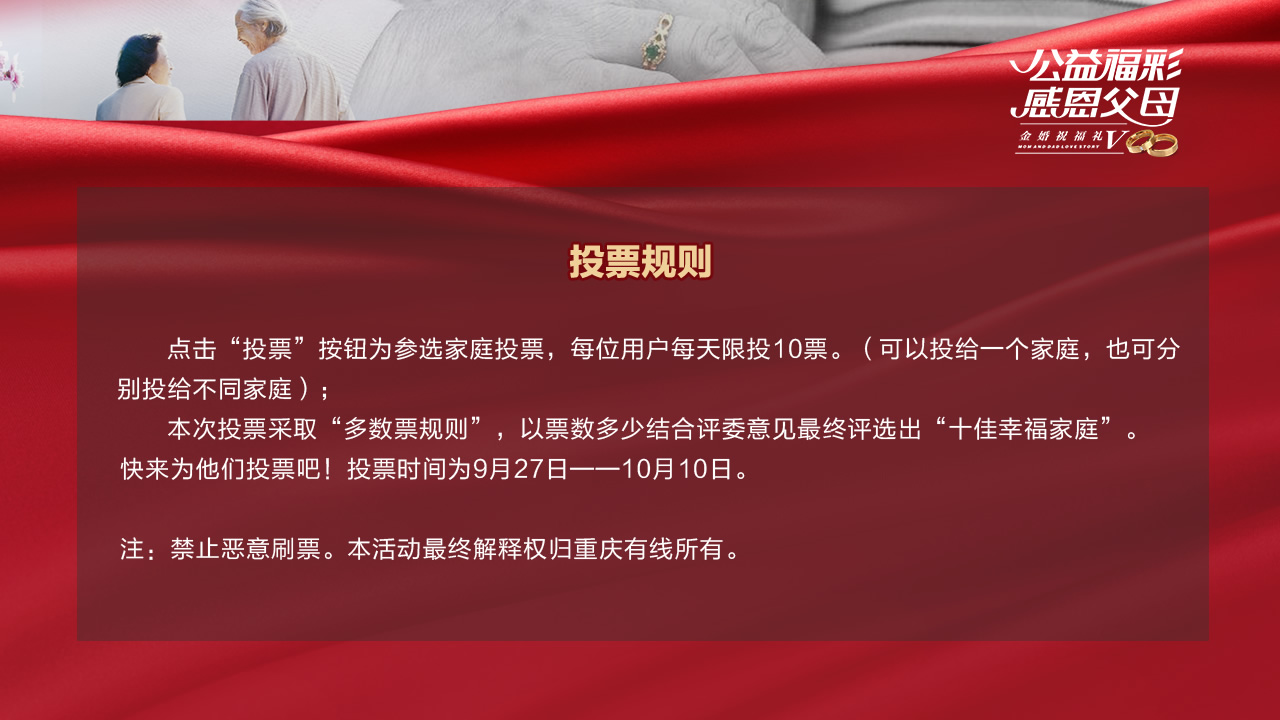 公益福彩
感恩父母
金婚祝福礼V
MOM AND DAD LOVE STORY
投票规则
点击“投票”按钮为参选家庭投票，每位用户每天限投10票。（可以投给一个家庭，也可分
别投给不同家庭）；
本次投票采取“多数票规则”，以票数多少结合评委意见最终评选出“十佳幸福家庭”。
快来为他们投票吧！投票时间为9月27日——10月10日。
注：禁止恶意刷票。本活动最终解释权归重庆有线所有。